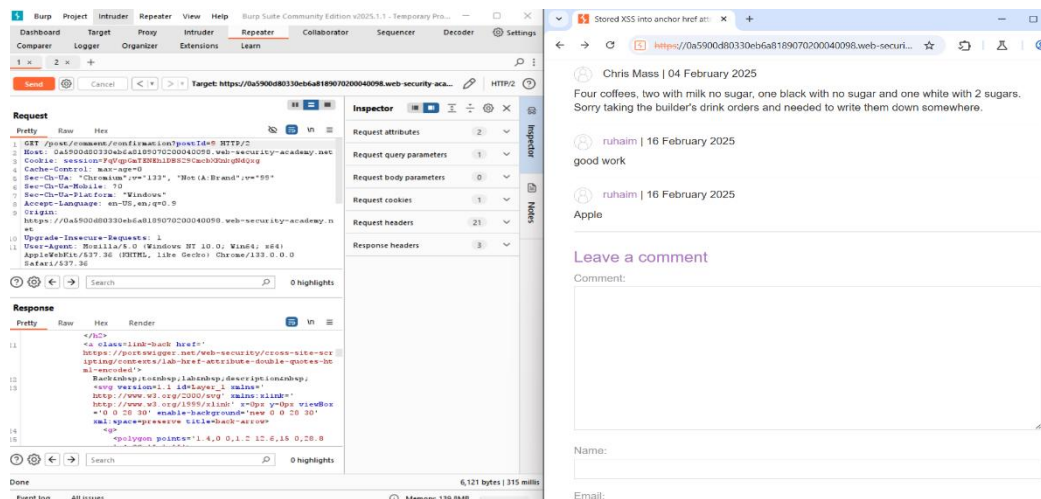 Burp Project Intruder Repeater View Help Burp Suite Community Edition v2025.1.1 - Temporary Pro...
Dashboard Target Proxy Intruder Repeater Collaborator Sequencer Decoder Settings
Comparer Logger Organizer Extensions Learn
1 × 2 × +
Send Cancel Target: https://0a5900d80330eb6a8189070200040098.web-security-aca... HTTP/2
Request
Pretty Raw Hex
1 GET /post/comment/confirmation?postId=8 HTTP/2
2 Host: 0a5900d80330eb6a8189070200040098.web-security-academy.net
3 Cookie: session=
4 Cache-Control: max-age=0
5 Sec-Ch-Ua: "Chromium";v="133", "Not(A:Brand";v="99"
6 Sec-Ch-Ua-Mobile: ?0
7 Sec-Ch-Ua-Platform: "Windows"
8 Accept-Language: en-US,en;q=0.9
9 Origin:
https://0a5900d80330eb6a8189070200040098.web-security-academy.n
et
10 Upgrade-Insecure-Requests: 1
11 User-Agent: Mozilla/5.0 (Windows NT 10.0; Win64; x64)
AppleWebKit/537.36 (KHTML, like Gecko) Chrome/133.0.0.0
Safari/537.36
Search 0 highlights
Response
Pretty Raw Hex Render
</h2>
11 <a class=link-back href='
https://portswigger.net/web-security/cross-site-scr
ipting/contexts/lab-href-attribute-double-quotes-ht
ml-encoded'>
12 Back&nbsp;to&nbsp;lab&nbsp;description&nbsp;
13 <svg version=1.1 id=Layer_1 xmlns='
http://www.w3.org/2000/svg' xmlns:xlink='
http://www.w3.org/1999/xlink' x=0px y=0px viewBox
='0 0 28 30' enable-background='new 0 0 28 30'
xml:space=preserve title=back-arrow>
14 <g>
15 <polygon points='1.4,0 0,1.2 12.6,15 0,28.8
Search 0 highlights
Done 6,121 bytes | 315 millis
Event log All issues Memory: 139.0MB
Inspector
Request attributes 2
Request query parameters 1
Request body parameters 0
Request cookies 1
Request headers 21
Response headers 3
Inspector
Notes
Stored XSS into anchor href att
https://0a5900d80330eb6a8189070200040098.web-securi...
Chris Mass | 04 February 2025
Four coffees, two with milk no sugar, one black with no sugar and one white with 2 sugars.
Sorry taking the builder's drink orders and needed to write them down somewhere.
ruhaim | 16 February 2025
good work
ruhaim | 16 February 2025
Apple
Leave a comment
Comment:
Name:
Email: